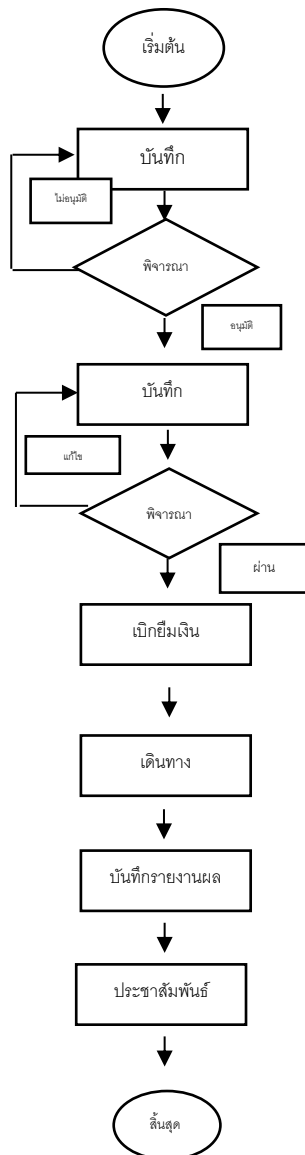 เริ่มต้น
บันทึก
ไม่อนุมัติ
พิจารณา
อนุมัติ
บันทึก
แก้ไข
พิจารณา
ผ่าน
เบิกยืมเงิน
เดินทาง
บันทึกรายงานผล
ประชาสัมพันธ์
สิ้นสุด